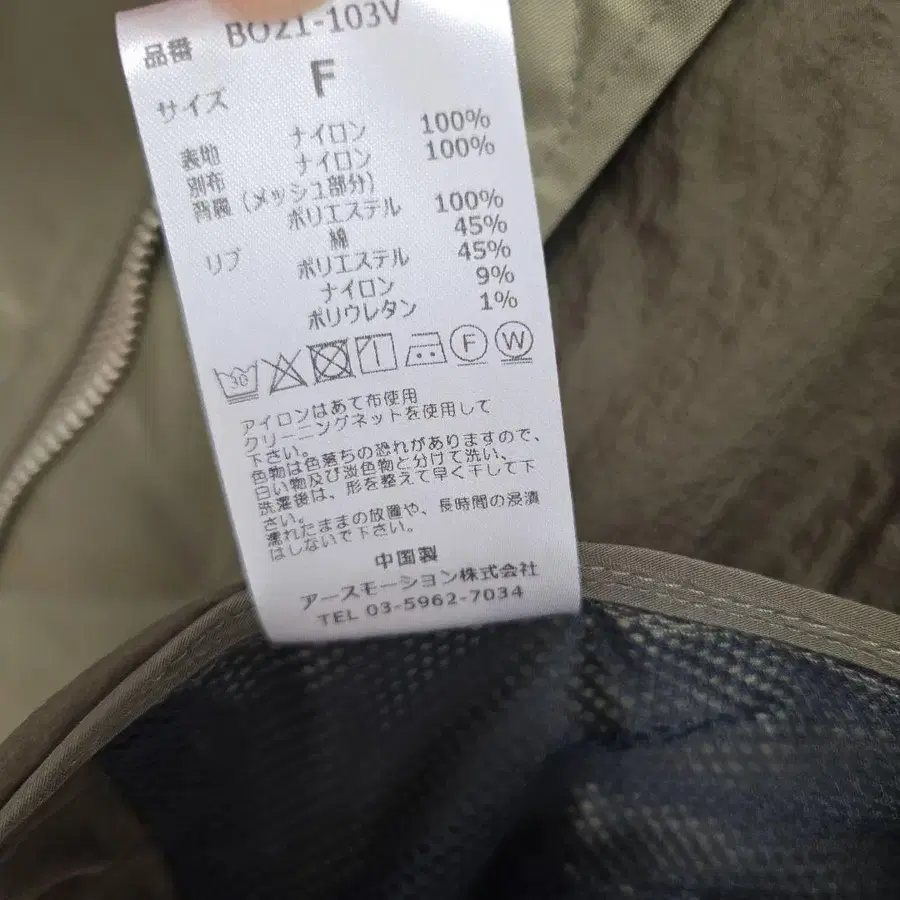 品番 BO21-103V
サイズ F
表地 ナイロン 100%
別布 ナイロン 100%
背裏(メッシュ部分)
ポリエステル 100%
リブ 綿 45%
ポリエステル 45%
ナイロン 9%
ポリウレタン 1%
30 F W
アイロンはあて布使用
クリーニングネットを使用して
下さい。
色物は色落ちの恐れがありますので、
白い物及び淡色物と分けて洗い、
洗濯後は、形を整えて早く干して下
さい。
濡れたままの放置や、長時間の浸漬
はしないで下さい。
中国製
アースモーション株式会社
TEL 03-5962-7034